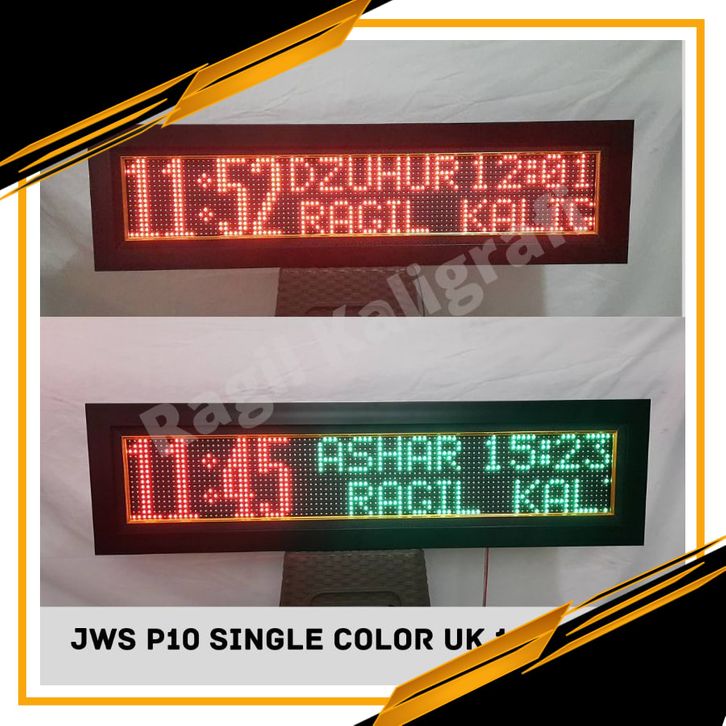 11:52 DZUHUR 12:01
RAGIL KALIG
Ragil Kaligrafi
11:45 ASHAR 15:23
RAGIL KAL
JWS P10 SINGLE COLOR UK